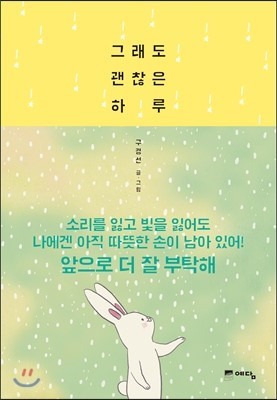 그래도
괜찮은
하루
구경선 글·그림
소리를 잃고 빛을 잃어도
나에겐 아직 따뜻한 손이 남아 있어!
앞으로 더 잘 부탁해
예담
YES24